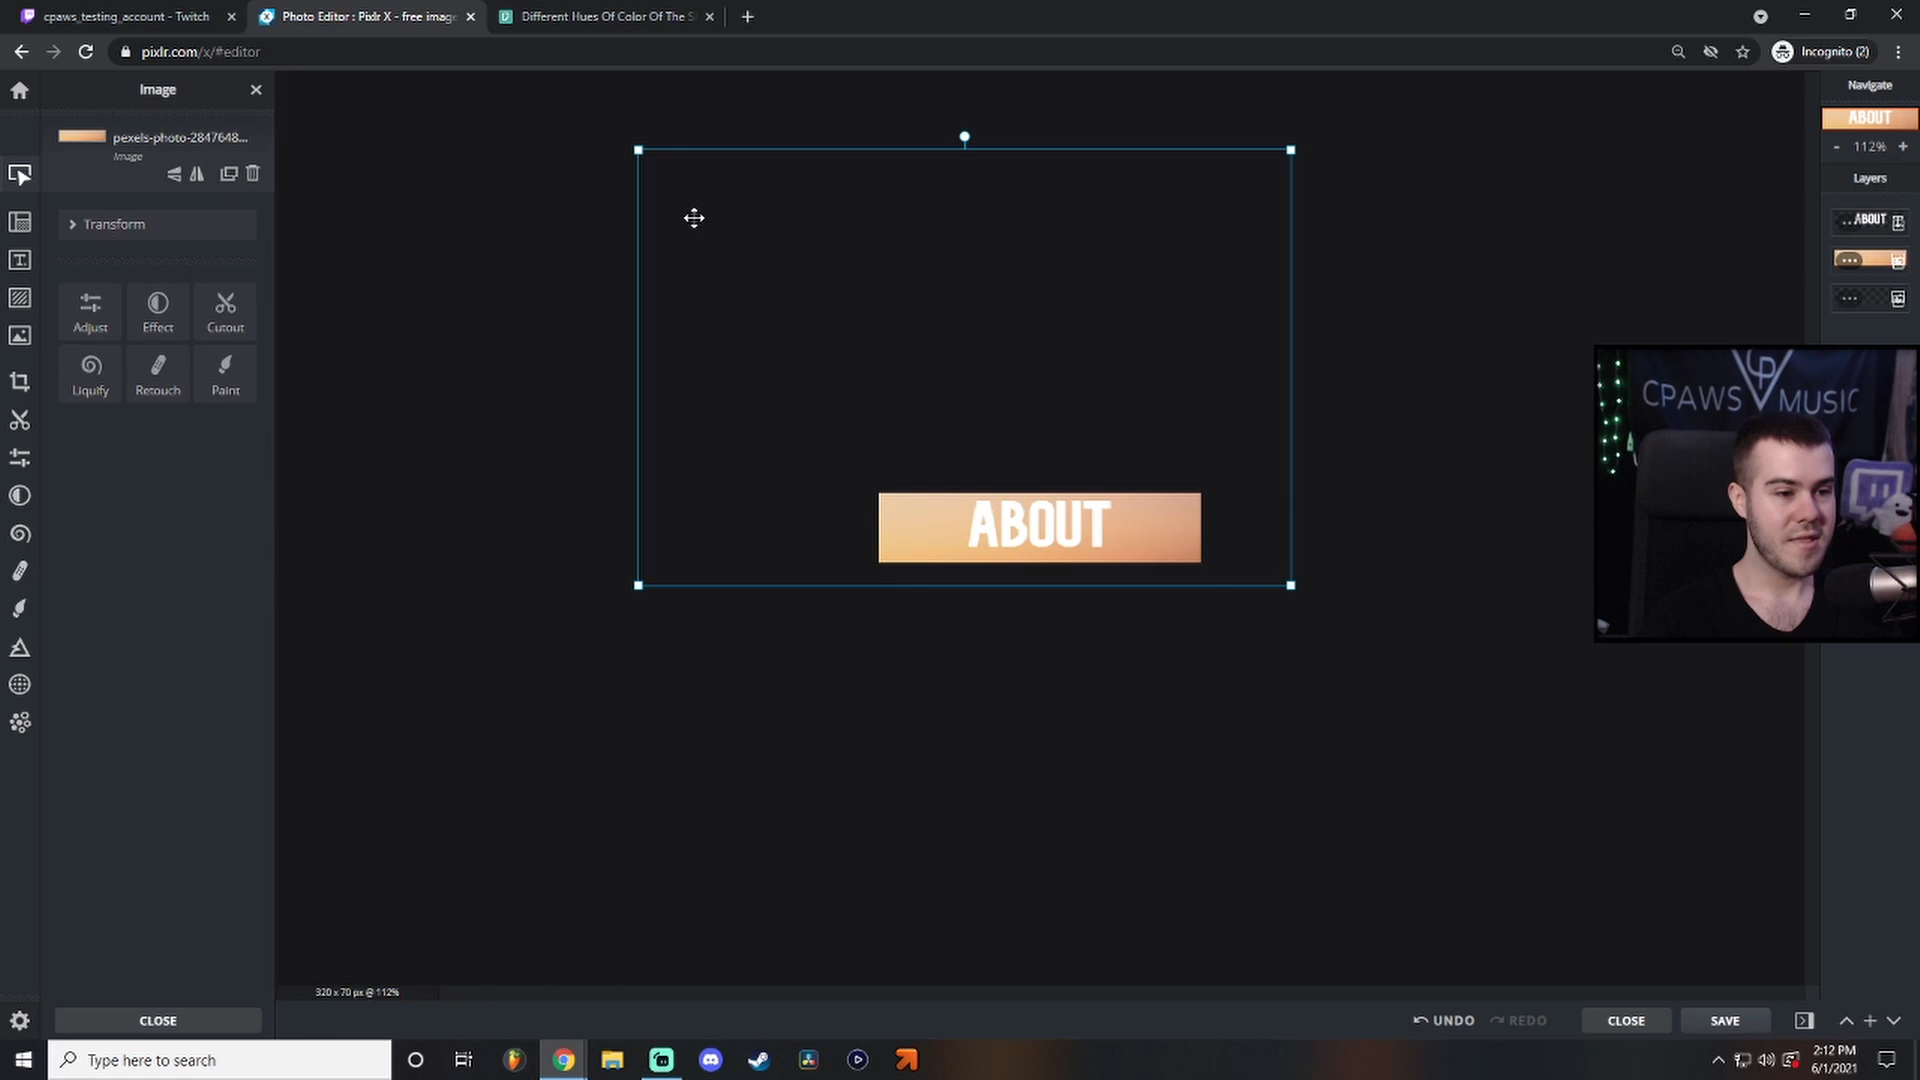 cpaws_testing_account - Twitch
Photo Editor : Pixlr X - free image
Different Hues Of Color Of The S
pixlr.com/x/#editor
Incognito (2)
Image
pexels-photo-2847648...
Image
Transform
Adjust
Effect
Cutout
Liquify
Retouch
Paint
ABOUT
Navigate
ABOUT
- 112% +
Layers
ABOUT
CPAWS MUSIC
320 x 70 px @ 112%
CLOSE
UNDO
REDO
CLOSE
SAVE
Type here to search
2:12 PM
6/1/2021